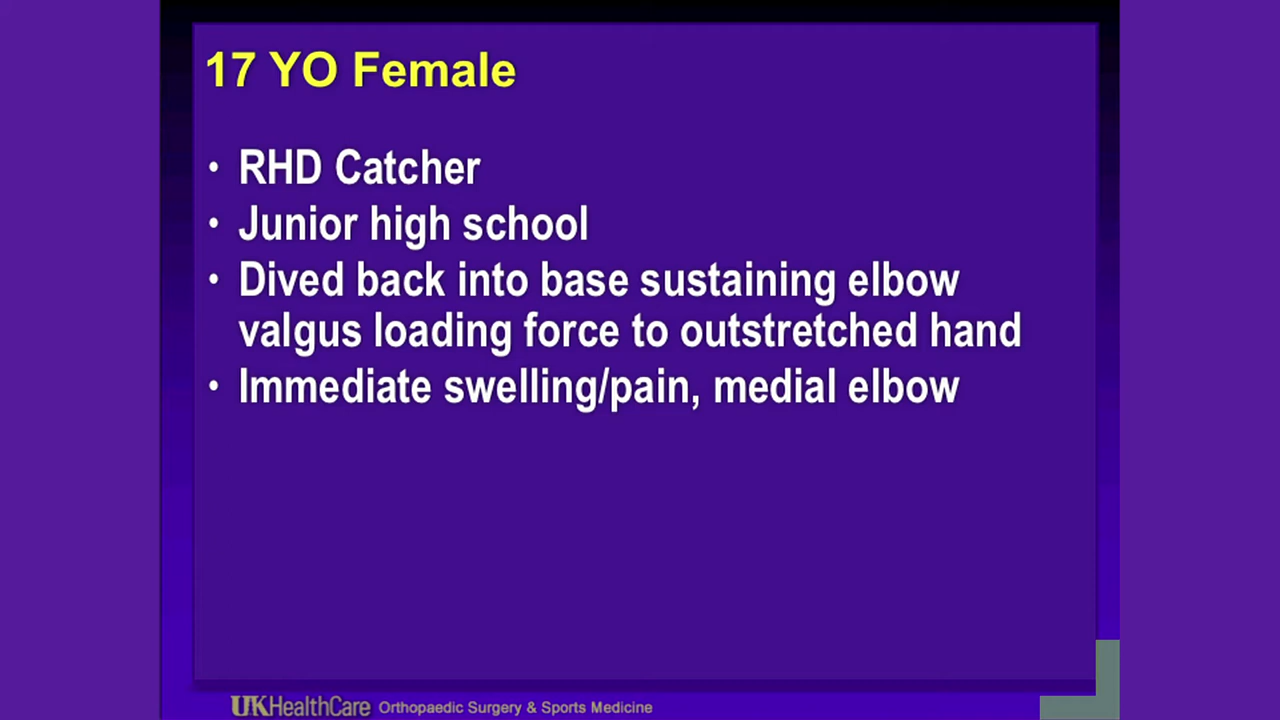 17 YO Female
• RHD Catcher
• Junior high school
• Dived back into base sustaining elbow
valgus loading force to outstretched hand
• Immediate swelling/pain, medial elbow
UKHealthCare Orthopaedic Surgery & Sports Medicine